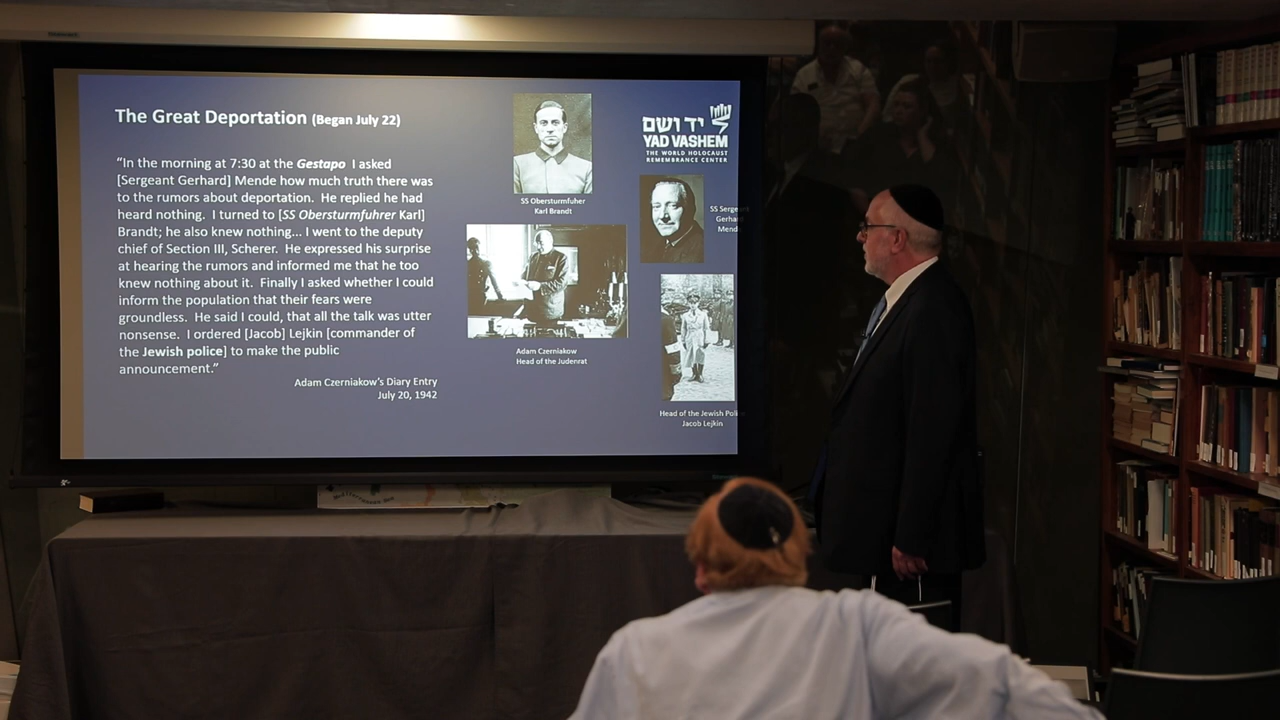 The Great Deportation (Began July 22)
“In the morning at 7:30 at the Gestapo I asked
[Sergeant Gerhard] Mende how much truth there was
to the rumors about deportation. He replied he had
heard nothing. I turned to [SS Obersturmfuhrer Karl]
Brandt; he also knew nothing... I went to the deputy
chief of Section III, Scherer. He expressed his surprise
at hearing the rumors and informed me that he too
knew nothing about it. Finally I asked whether I could
inform the population that their fears were
groundless. He said I could, that all the talk was utter
nonsense. I ordered [Jacob] Lejkin [commander of
the Jewish police] to make the public
announcement.”
Adam Czerniakow’s Diary Entry
July 20, 1942
SS Obersturmfuher
Karl Brandt
יד ושם
YAD VASHEM
THE WORLD HOLOCAUST
REMEMBRANCE CENTER
SS Sergea
Gerhard
Mend
Adam Czerniakow
Head of the Judenrat
Head of the Jewish Poli
Jacob Lejkin
Mediterranean Sea